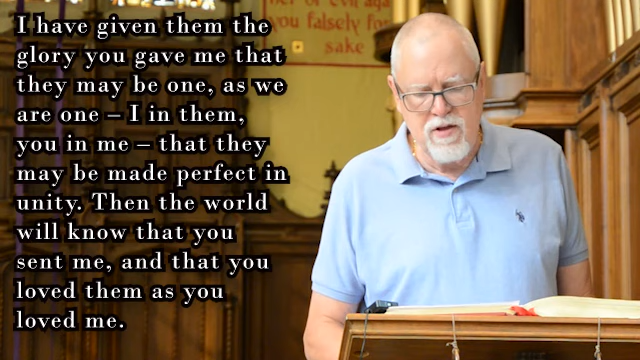 I have given them the
glory you gave me that
they may be one, as we
are one – I in them,
you in me – that they
may be made perfect in
unity. Then the world
will know that you
sent me, and that you
loved them as you
loved me.
you falsely for
sake